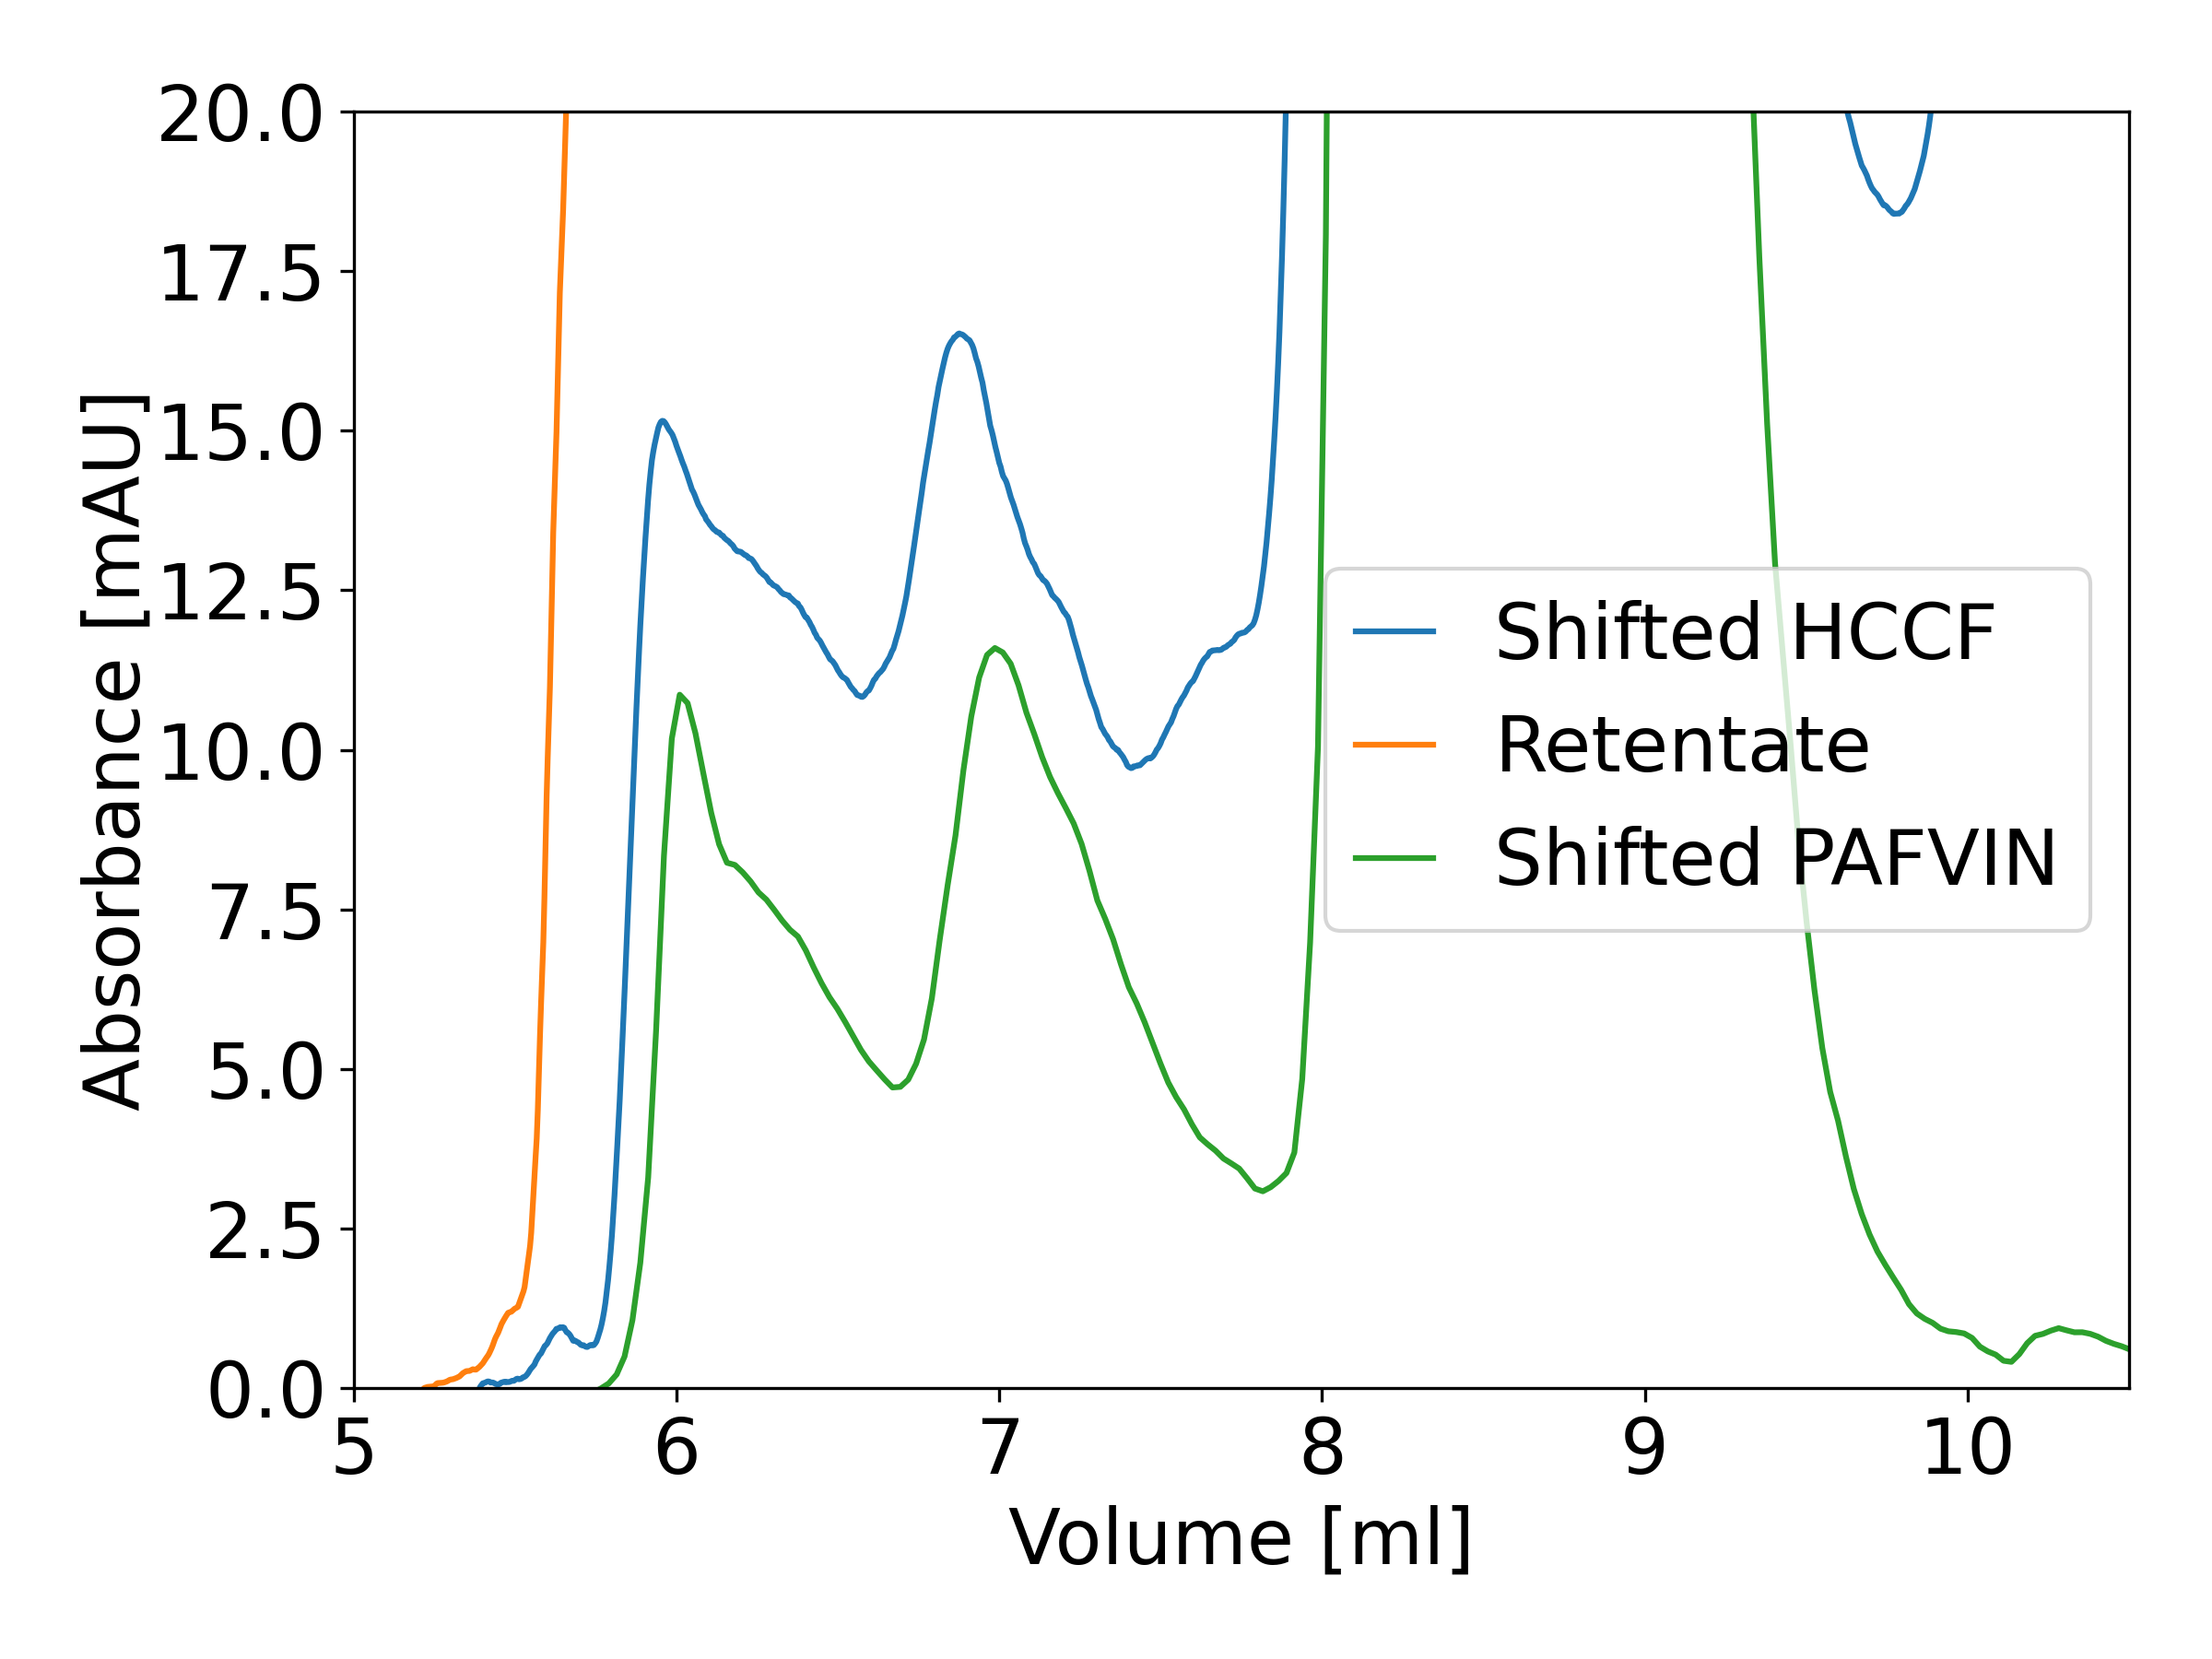 20.0
17.5
15.0
12.5
10.0
7.5
5.0
2.5
0.0
Absorbance [mAU]
Shifted HCCF
Retentate
Shifted PAFVIN
5 6 7 8 9 10
Volume [ml]